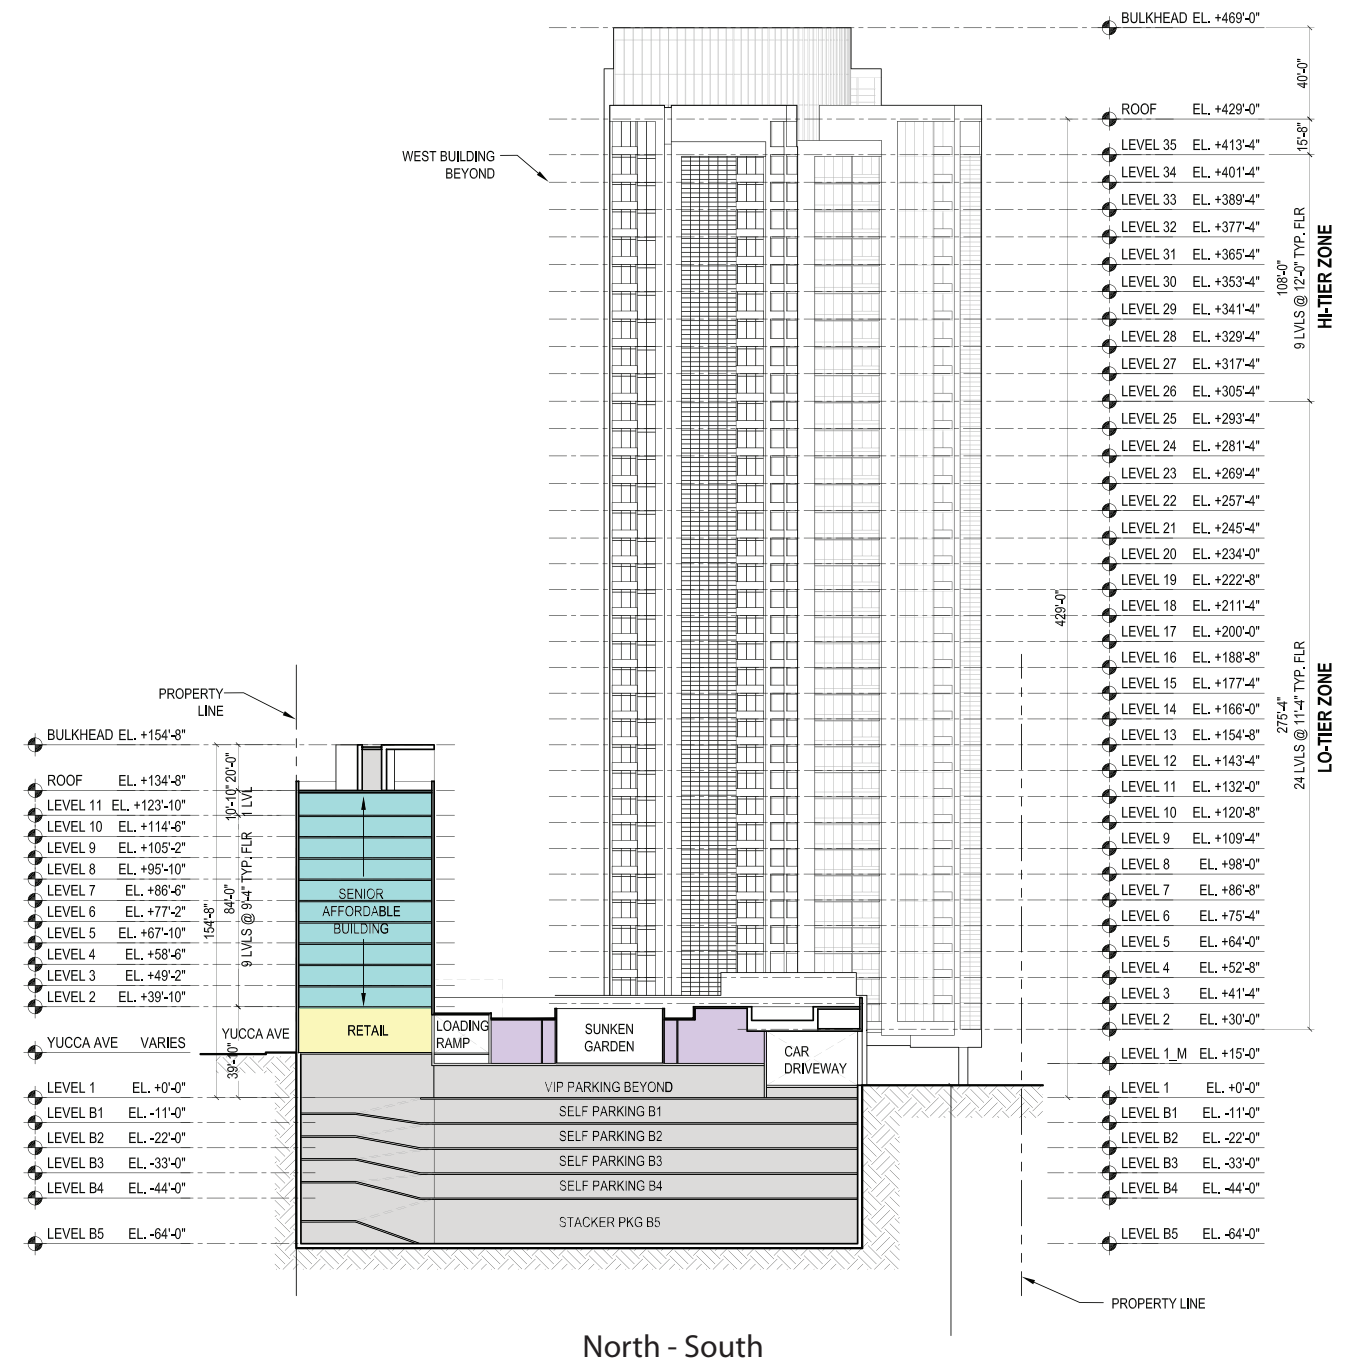 BULKHEAD EL. +469'-0"
ROOF EL. +429'-0"
LEVEL 35 EL. +413'-4"
LEVEL 34 EL. +401'-4"
LEVEL 33 EL. +389'-4"
LEVEL 32 EL. +377'-4"
LEVEL 31 EL. +365'-4"
LEVEL 30 EL. +353'-4"
LEVEL 29 EL. +341'-4"
LEVEL 28 EL. +329'-4"
LEVEL 27 EL. +317'-4"
LEVEL 26 EL. +305'-4"
LEVEL 25 EL. +293'-4"
LEVEL 24 EL. +281'-4"
LEVEL 23 EL. +269'-4"
LEVEL 22 EL. +257'-4"
LEVEL 21 EL. +245'-4"
LEVEL 20 EL. +234'-0"
LEVEL 19 EL. +222'-8"
LEVEL 18 EL. +211'-4"
LEVEL 17 EL. +200'-0"
LEVEL 16 EL. +188'-8"
LEVEL 15 EL. +177'-4"
LEVEL 14 EL. +166'-0"
LEVEL 13 EL. +154'-8"
LEVEL 12 EL. +143'-4"
LEVEL 11 EL. +132'-0"
LEVEL 10 EL. +120'-8"
LEVEL 9 EL. +109'-4"
LEVEL 8 EL. +98'-0"
LEVEL 7 EL. +86'-8"
LEVEL 6 EL. +75'-4"
LEVEL 5 EL. +64'-0"
LEVEL 4 EL. +52'-8"
LEVEL 3 EL. +41'-4"
LEVEL 2 EL. +30'-0"
LEVEL 1_M EL. +15'-0"
LEVEL 1 EL. +0'-0"
LEVEL B1 EL. -11'-0"
LEVEL B2 EL. -22'-0"
LEVEL B3 EL. -33'-0"
LEVEL B4 EL. -44'-0"
LEVEL B5 EL. -64'-0"
40'-0"
15'-8"
108'-0"
9 LVLS @ 12'-0" TYP. FLR
HI-TIER ZONE
429'-0"
275'-4"
24 LVLS @ 11'-4" TYP. FLR
LO-TIER ZONE
WEST BUILDING
BEYOND
PROPERTY
LINE
BULKHEAD EL. +154'-8"
ROOF EL. +134'-8"
LEVEL 11 EL. +123'-10"
LEVEL 10 EL. +114'-6"
LEVEL 9 EL. +105'-2"
LEVEL 8 EL. +95'-10"
LEVEL 7 EL. +86'-6"
LEVEL 6 EL. +77'-2"
LEVEL 5 EL. +67'-10"
LEVEL 4 EL. +58'-6"
LEVEL 3 EL. +49'-2"
LEVEL 2 EL. +39'-10"
YUCCA AVE VARIES
LEVEL 1 EL. +0'-0"
LEVEL B1 EL. -11'-0"
LEVEL B2 EL. -22'-0"
LEVEL B3 EL. -33'-0"
LEVEL B4 EL. -44'-0"
LEVEL B5 EL. -64'-0"
20'-0"
10'-10"
1 LVL
154'-8"
84'-0"
9 LVLS @ 9'-4" TYP. FLR
39'-10"
YUCCA AVE
SENIOR
AFFORDABLE
BUILDING
RETAIL
LOADING
RAMP
SUNKEN
GARDEN
CAR
DRIVEWAY
VIP PARKING BEYOND
SELF PARKING B1
SELF PARKING B2
SELF PARKING B3
SELF PARKING B4
STACKER PKG B5
PROPERTY LINE
North - South